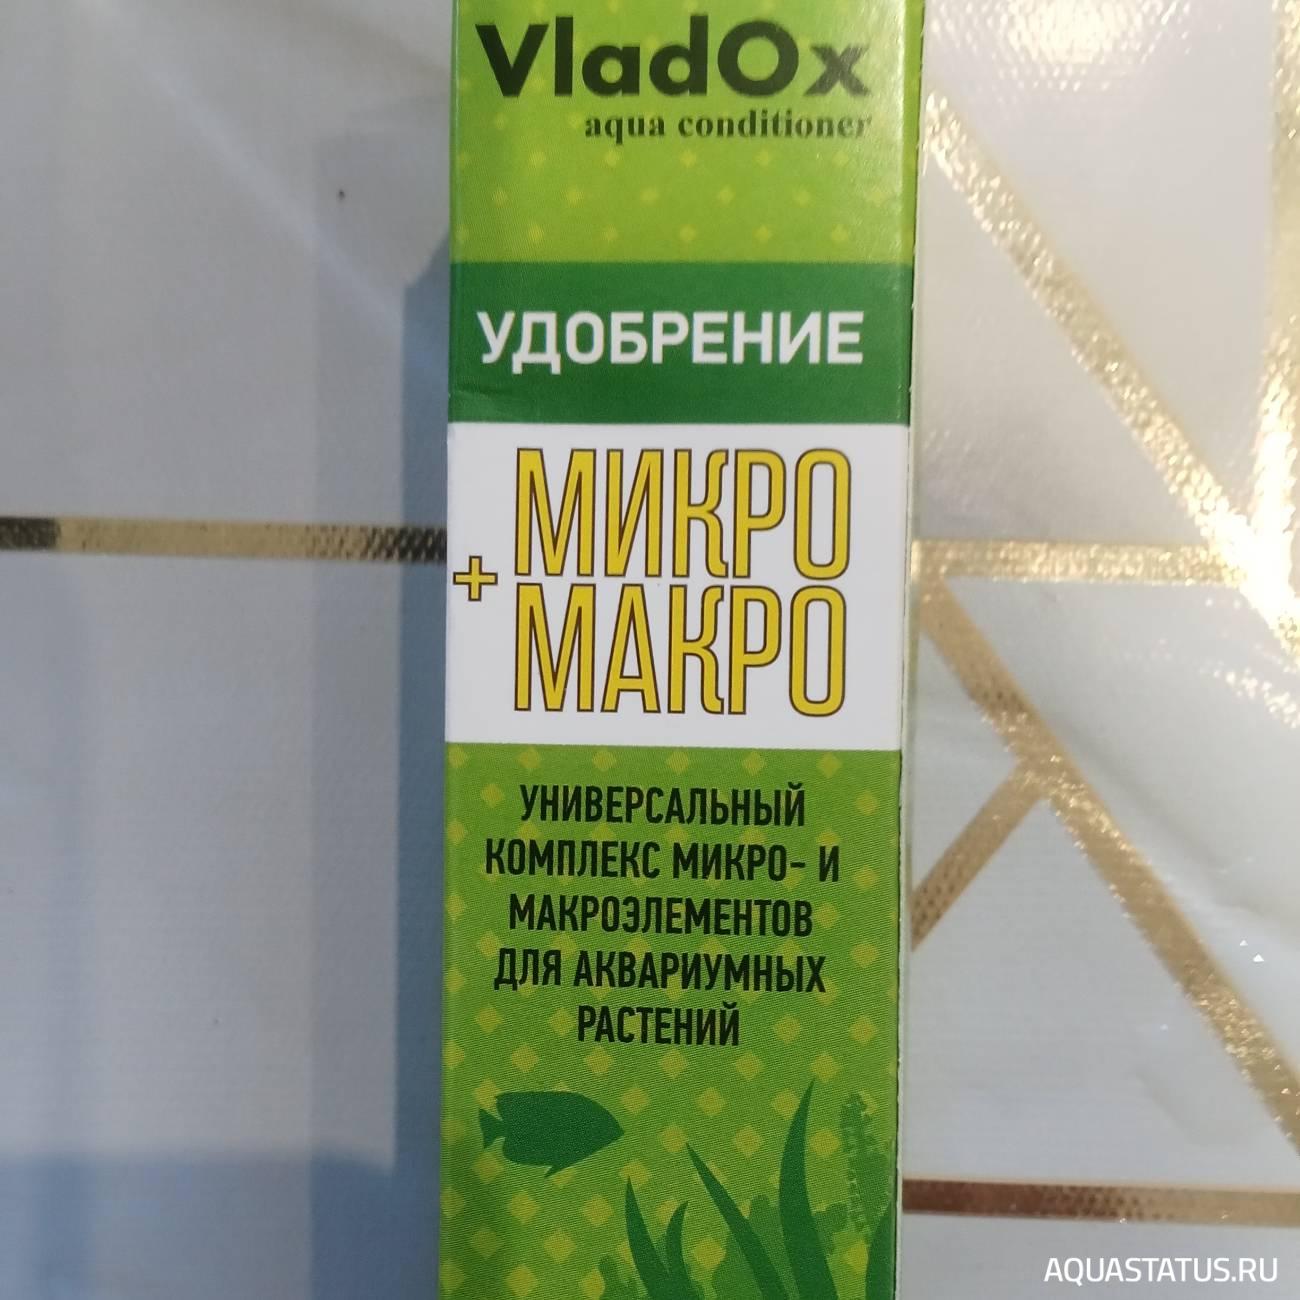 VladOx
aqua conditioner
УДОБРЕНИЕ
МИКРО
+МАКРО
УНИВЕРСАЛЬНЫЙ
КОМПЛЕКС МИКРО- И
МАКРОЭЛЕМЕНТОВ
ДЛЯ АКВАРИУМНЫХ
РАСТЕНИЙ
AQUASTATUS.RU